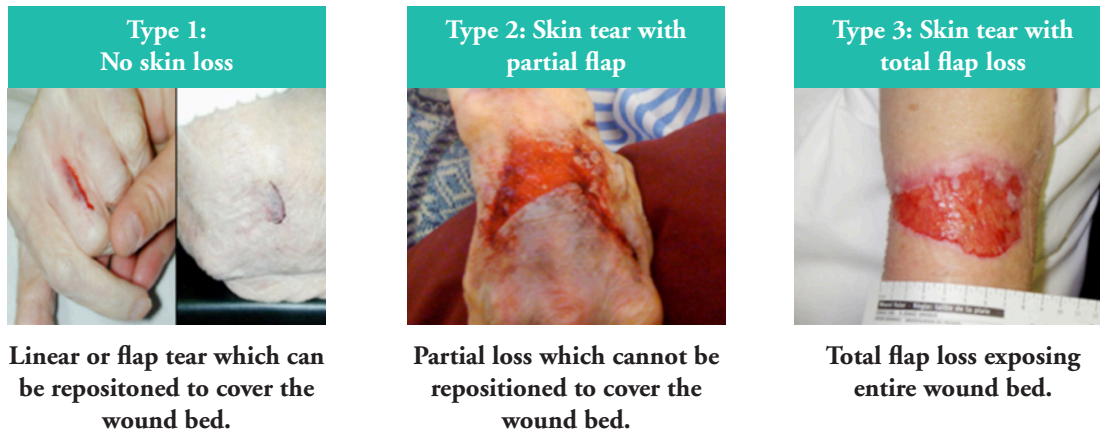 Type 1:
No skin loss
Type 2: Skin tear with
partial flap
Type 3: Skin tear with
total flap loss
Linear or flap tear which can
be repositoned to cover the
wound bed.
Partial loss which cannot be
repositioned to cover the
wound bed.
Total flap loss exposing
entire wound bed.